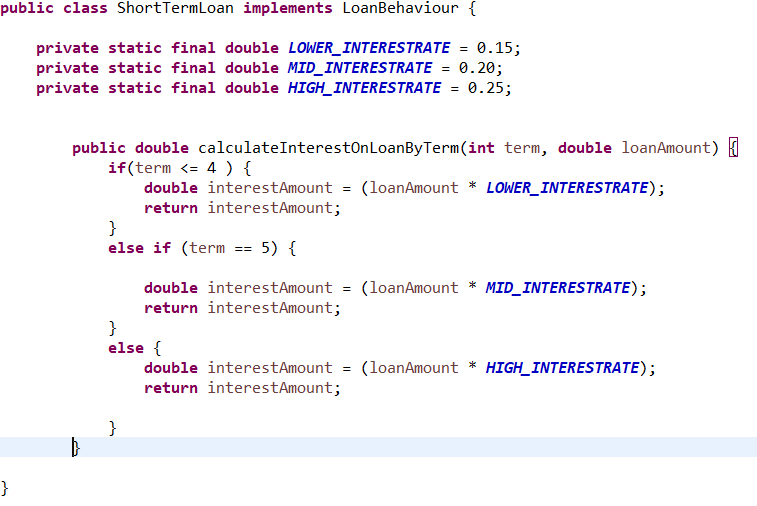 public class ShortTermLoan implements LoanBehaviour {
private static final double LOWER_INTERESTRATE = 0.15;
private static final double MID_INTERESTRATE = 0.20;
private static final double HIGH_INTERESTRATE = 0.25;
public double calculateInterestOnLoanByTerm(int term, double loanAmount) {
if(term <= 4 ) {
double interestAmount = (loanAmount * LOWER_INTERESTRATE);
return interestAmount;
}
else if (term == 5) {
double interestAmount = (loanAmount * MID_INTERESTRATE);
return interestAmount;
}
else {
double interestAmount = (loanAmount * HIGH_INTERESTRATE);
return interestAmount;
}
}
}